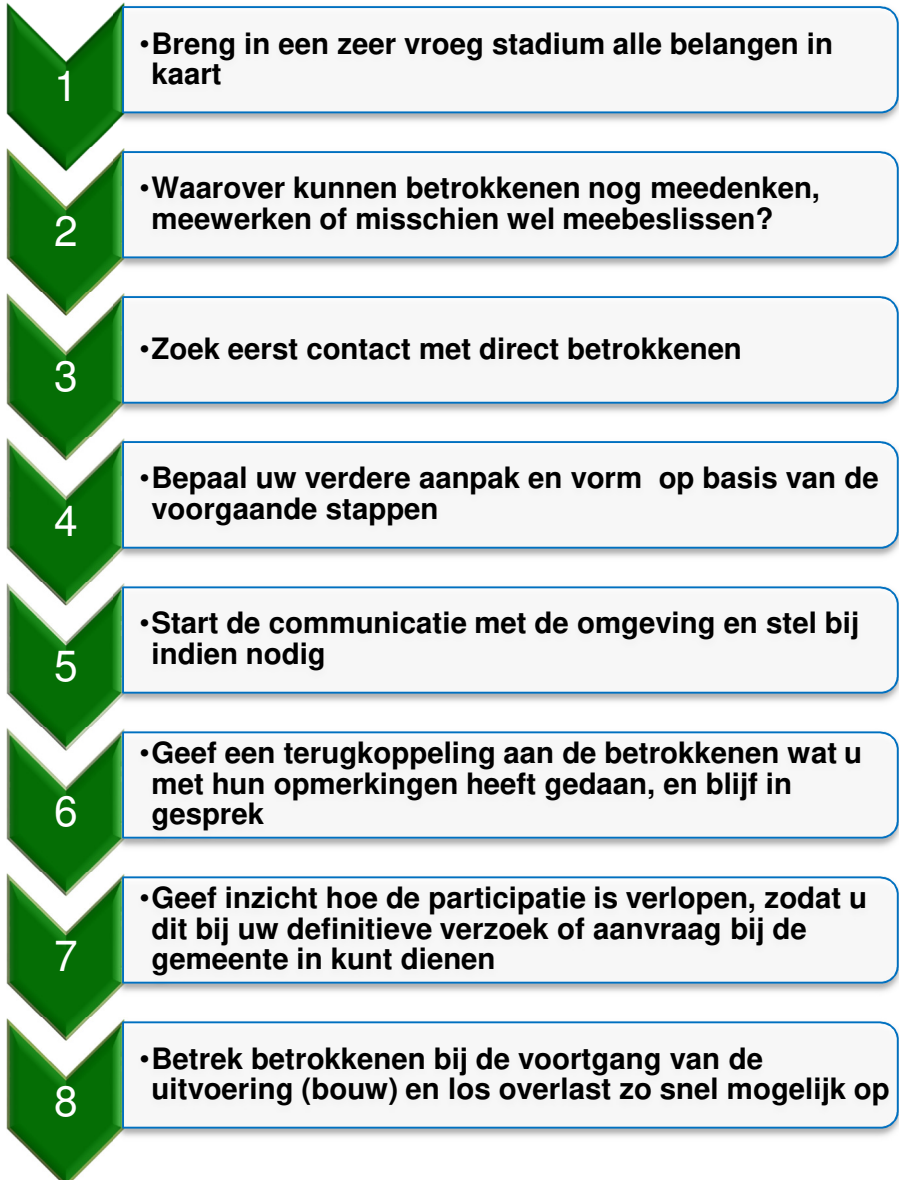 1
•Breng in een zeer vroeg stadium alle belangen in
kaart
2
•Waarover kunnen betrokkenen nog meedenken,
meewerken of misschien wel meebeslissen?
3
•Zoek eerst contact met direct betrokkenen
4
•Bepaal uw verdere aanpak en vorm  op basis van de
voorgaande stappen
5
•Start de communicatie met de omgeving en stel bij
indien nodig
6
•Geef een terugkoppeling aan de betrokkenen wat u
met hun opmerkingen heeft gedaan, en blijf in
gesprek
7
•Geef inzicht hoe de participatie is verlopen, zodat u
dit bij uw definitieve verzoek of aanvraag bij de
gemeente in kunt dienen
8
•Betrek betrokkenen bij de voortgang van de
uitvoering (bouw) en los overlast zo snel mogelijk op